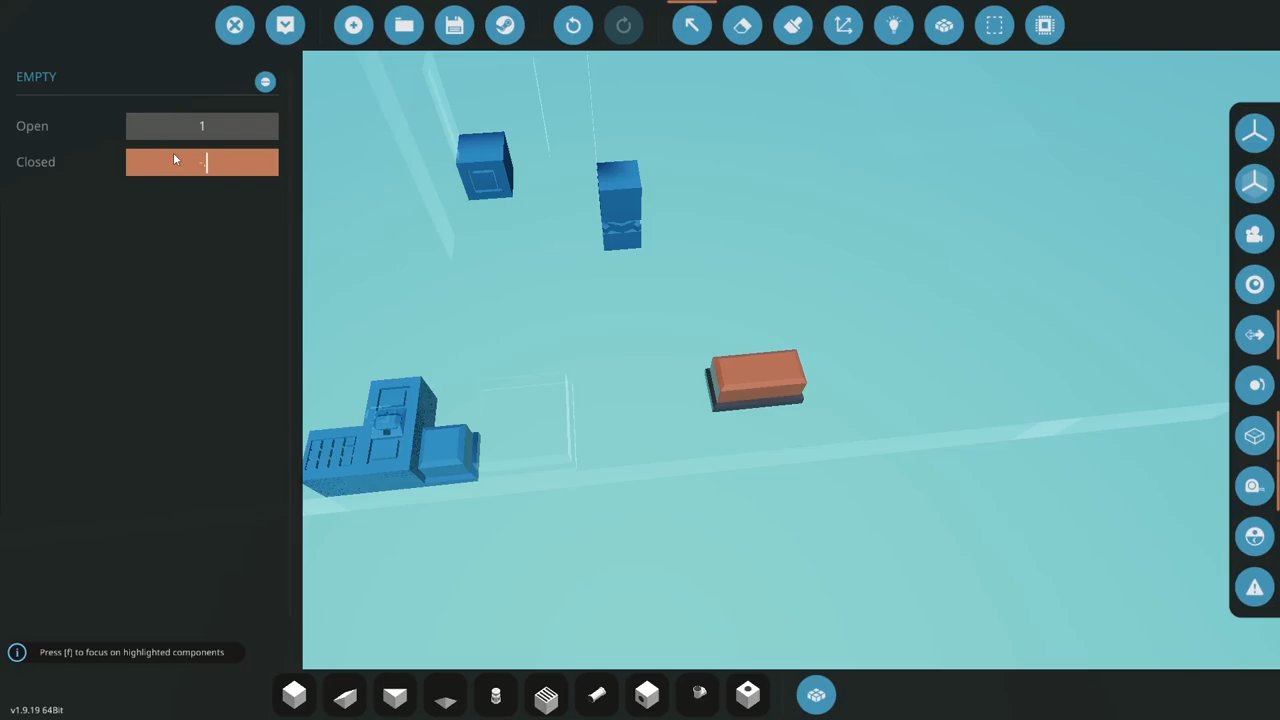 EMPTY
Open 1
Closed -.
Press [f] to focus on highlighted components
v1.9.19 64Bit